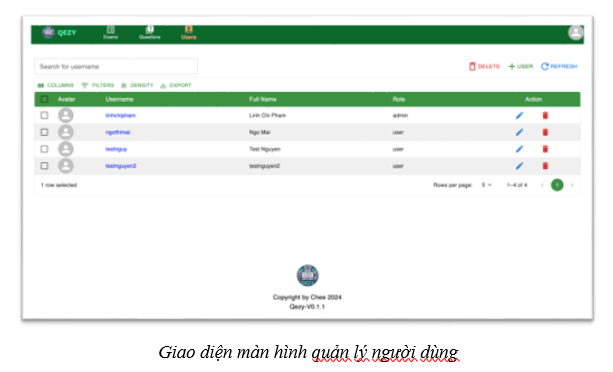 QEZY
Exams Questions Users
Search for username
DELETE + USER REFRESH
COLUMNS FILTERS DENSITY EXPORT
Avatar Username Full Name Role Action
linhchipham Linh Chi Pham admin
ngothimai Ngo Mai user
testnguy Test Nguyen user
testnguyen2 testnguyen2 user
1 row selected Rows per page: 5 1–4 of 4 1
Copyright by Chee 2024
Qezy-V0.1.1
Giao diện màn hình quản lý người dùng